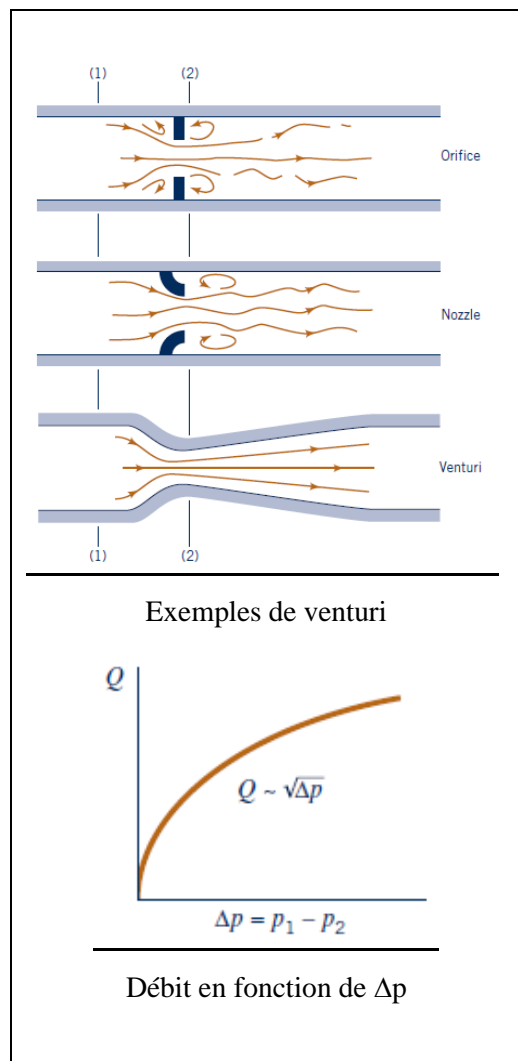 (1) (2)
Orifice
Nozzle
Venturi
(1) (2)
Exemples de venturi
Q
Q ~ √Δp
Δp = p₁ − p₂
Débit en fonction de Δp